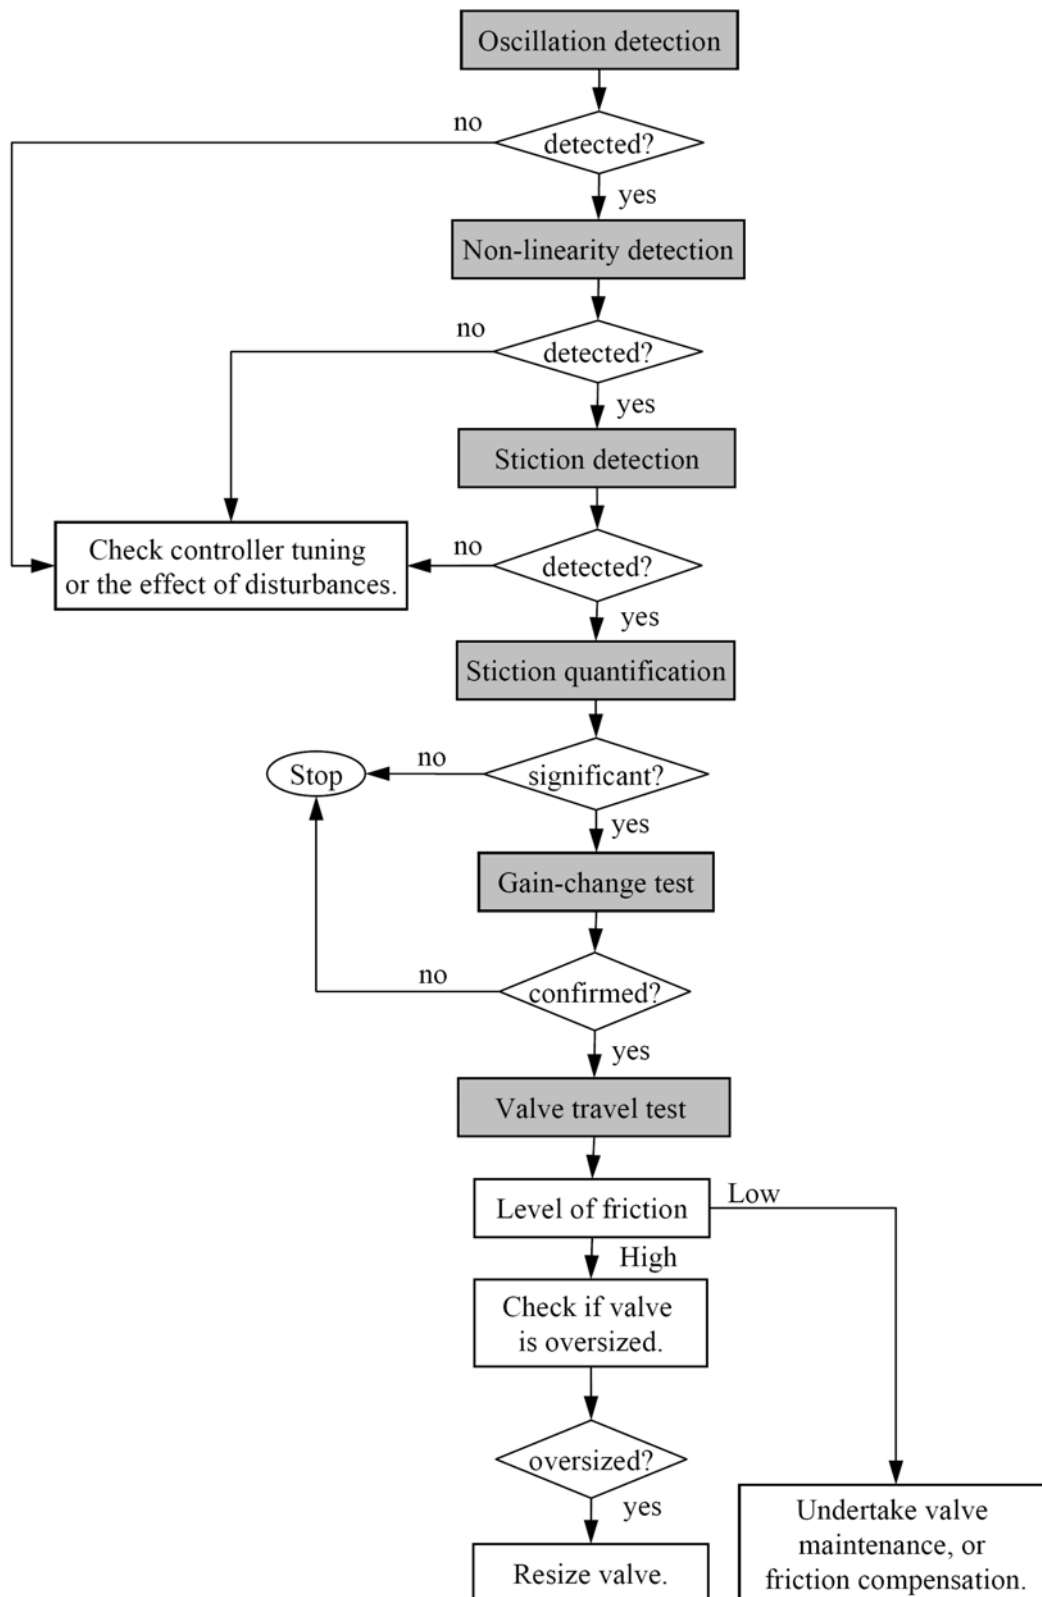 Oscillation detection
no
detected?
yes
Non-linearity detection
no
detected?
yes
Stiction detection
Check controller tuning
or the effect of disturbances.
no
detected?
yes
Stiction quantification
Stop
no
significant?
yes
Gain-change test
no
confirmed?
yes
Valve travel test
Level of friction
Low
High
Check if valve
is oversized.
oversized?
yes
Resize valve.
Undertake valve
maintenance, or
friction compensation.